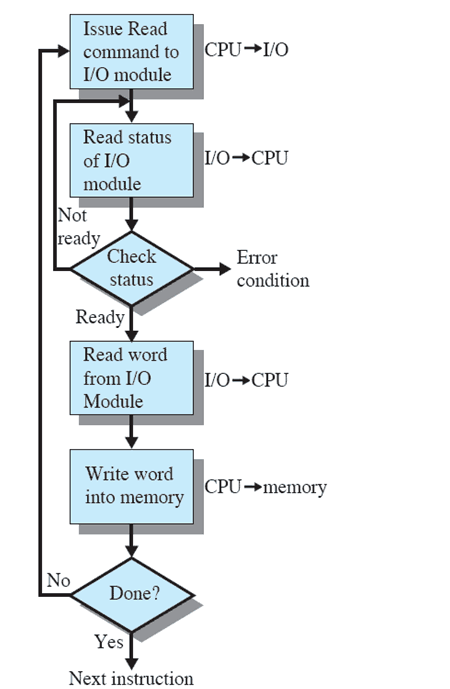 Issue Read
command to
I/O module
CPU→I/O
Read status
of I/O
module
I/O→CPU
Not
ready
Check
status
Error
condition
Ready
Read word
from I/O
Module
I/O→CPU
Write word
into memory
CPU→memory
No
Done?
Yes
Next instruction